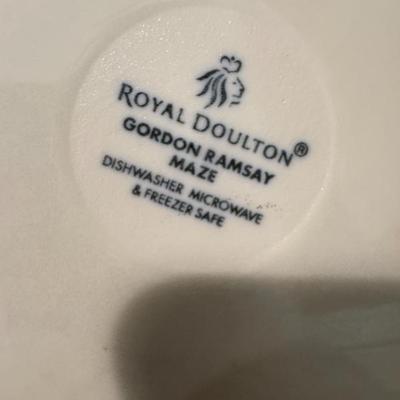 ROYAL DOULTON®
GORDON RAMSAY
MAZE
DISHWASHER MICROWAVE
& FREEZER SAFE